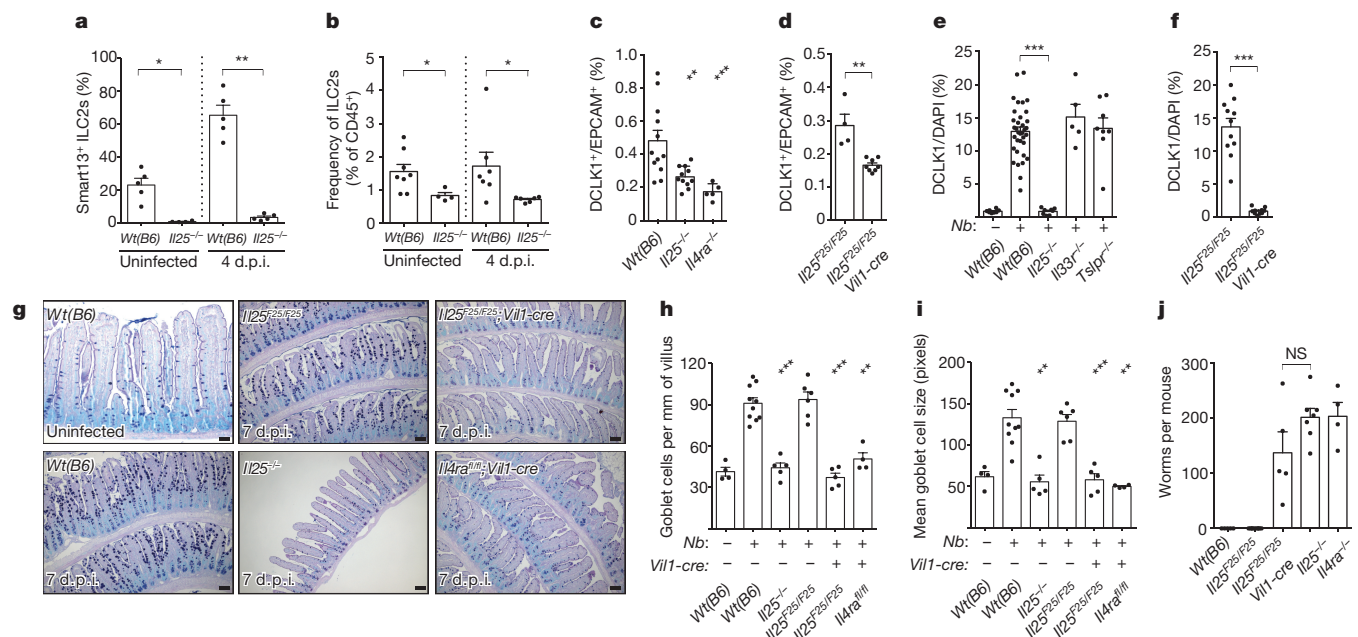 a
Smart13⁺ ILC2s (%)
100
80
60
40
20
0
*
**
Wt(B6) Il25⁻/⁻ Wt(B6) Il25⁻/⁻
Uninfected 4 d.p.i.
b
Frequency of ILC2s
(% of CD45⁺)
5
4
3
2
1
0
*
*
Wt(B6) Il25⁻/⁻ Wt(B6) Il25⁻/⁻
Uninfected 4 d.p.i.
c
DCLK1⁺/EPCAM⁺ (%)
1.0
0.8
0.6
0.4
0.2
0
**
***
Wt(B6)
Il25⁻/⁻
Il4ra⁻/⁻
d
DCLK1⁺/EPCAM⁺ (%)
0.6
0.4
0.2
0
**
Il25F25/F25
Il25F25/F25
Vil1-cre
e
DCLK1/DAPI (%)
25
20
15
10
5
0
***
Nb: – + + + +
Wt(B6)
Wt(B6)
Il25⁻/⁻
Il33r⁻/⁻
Tslpr⁻/⁻
f
DCLK1/DAPI (%)
25
20
15
10
5
0
***
Il25F25/F25
Il25F25/F25
Vil1-cre
g
Wt(B6)
Uninfected
Il25F25/F25
7 d.p.i.
Il25F25/F25;Vil1-cre
7 d.p.i.
Wt(B6)
7 d.p.i.
Il25⁻/⁻
7 d.p.i.
Il4rafl/fl;Vil1-cre
7 d.p.i.
h
Goblet cells per mm of villus
120
90
60
30
0
***
***
**
Nb: – + + + + +
Vil1-cre: + +
Wt(B6)
Wt(B6)
Il25⁻/⁻
Il25F25/F25
Il25F25/F25
Il4rafl/fl
i
Mean goblet cell size (pixels)
200
150
100
50
0
**
***
**
Nb: – + + + + +
Vil1-cre: + +
Wt(B6)
Wt(B6)
Il25⁻/⁻
Il25F25/F25
Il25F25/F25
Il4rafl/fl
j
Worms per mouse
300
200
100
0
NS
Wt(B6)
Il25F25/F25
Il25F25/F25
Vil1-cre
Il25⁻/⁻
Il4ra⁻/⁻